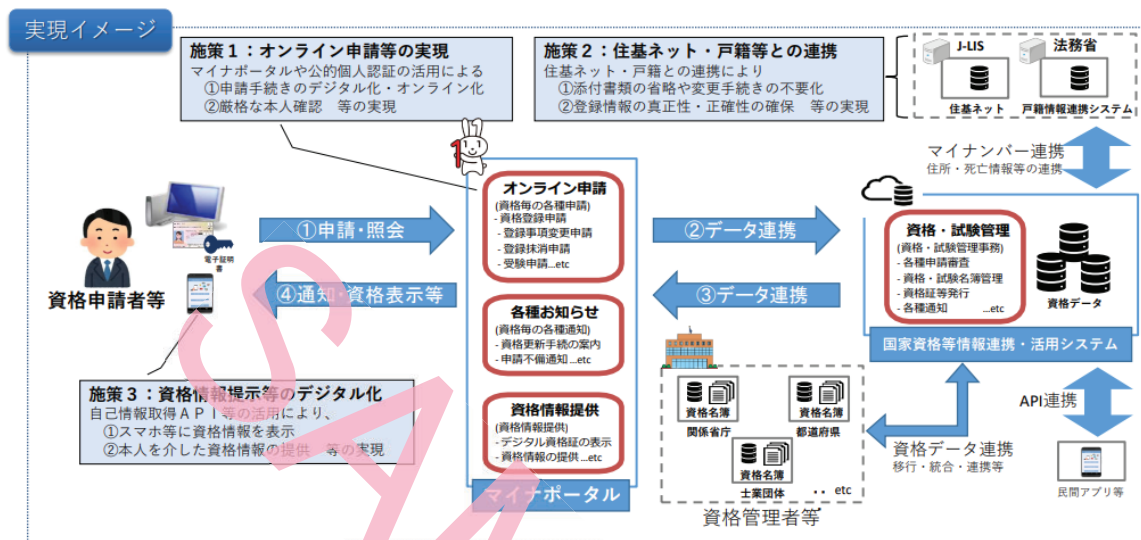 実現イメージ
施策１：オンライン申請等の実現
マイナポータルや公的個人認証の活用による
①申請手続きのデジタル化・オンライン化
②厳格な本人確認　等の実現
施策２：住基ネット・戸籍等との連携
住基ネット・戸籍との連携により
①添付書類の省略や変更手続きの不要化
②登録情報の真正性・正確性の確保　等の実現
J-LIS
住基ネット
法務省
戸籍情報連携システム
マイナンバー連携
住所・死亡情報等の連携
電子証明
書
資格申請者等
①申請・照会
④通知・資格表示等
1
オンライン申請
(資格毎の各種申請)
- 資格登録申請
- 登録事項変更申請
- 登録抹消申請
- 受験申請...etc
各種お知らせ
(資格毎の各種通知)
- 資格更新手続の案内
- 申請不備通知 ...etc
資格情報提供
(資格情報提供)
- デジタル資格証の表示
- 資格情報の提供 ...etc
マイナポータル
②データ連携
③データ連携
資格・試験管理
(資格・試験管理事務)
- 各種申請審査
- 資格・試験名簿管理
- 資格証等発行
- 各種通知　...etc
資格データ
国家資格等情報連携・活用システム
施策３：資格情報提示等のデジタル化
自己情報取得ＡＰＩ等の活用により、
①スマホ等に資格情報を表示
②本人を介した資格情報の提供　等の実現
資格名簿
関係省庁
資格名簿
都道府県
資格名簿
士業団体
‥ etc
資格管理者等
資格データ連携
移行・統合・連携等
API連携
民間アプリ等
SAM